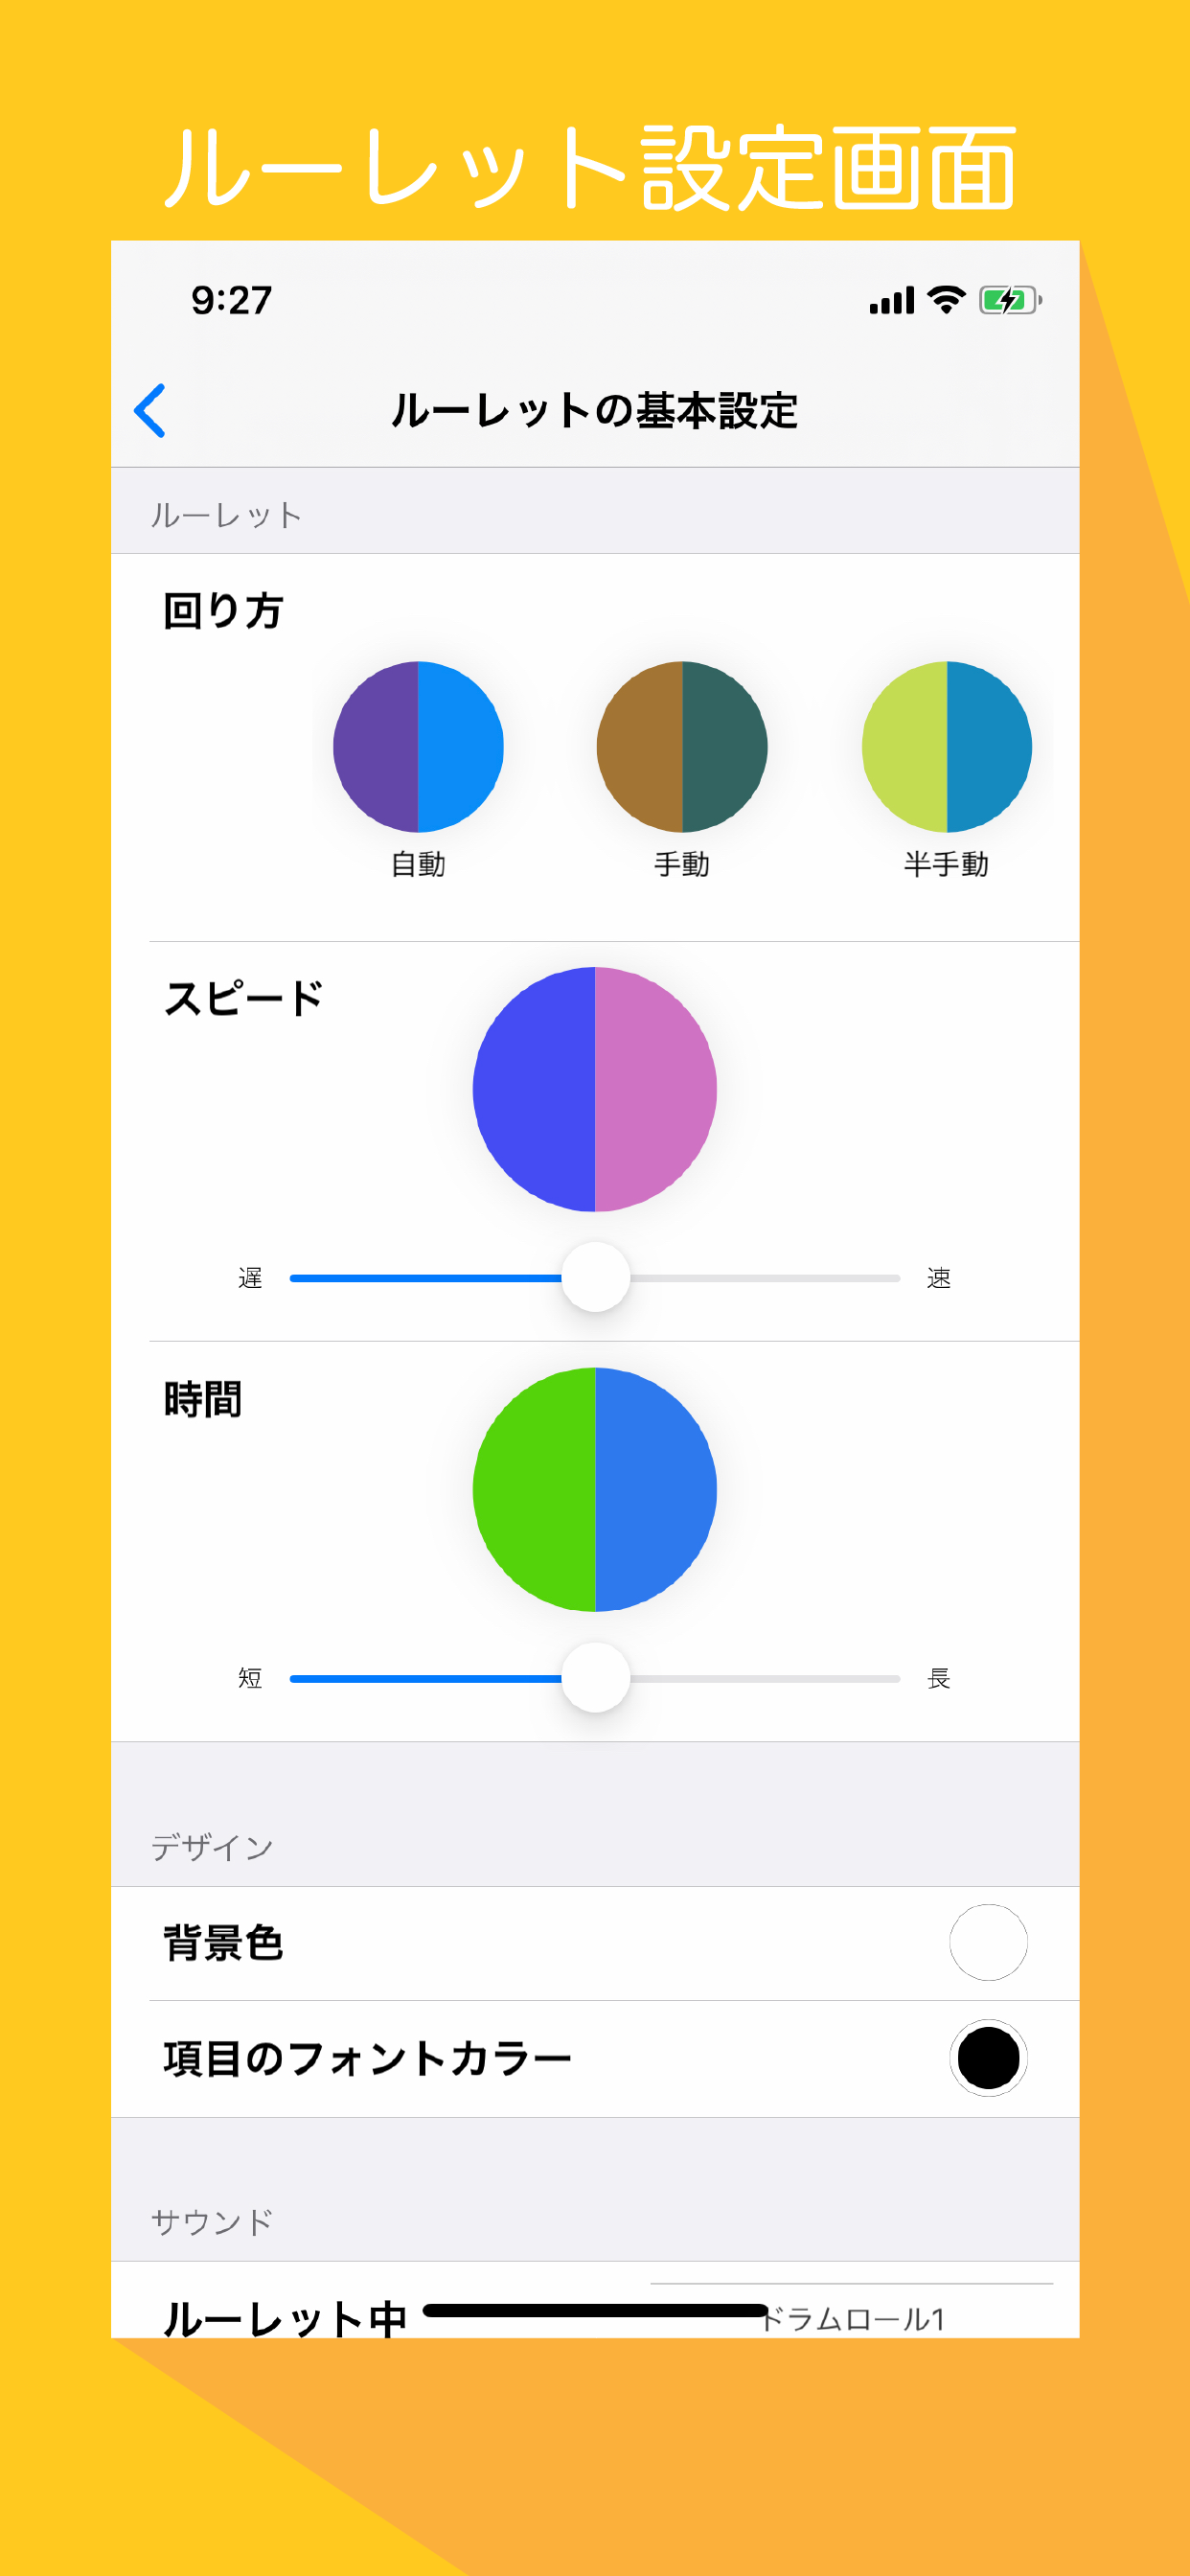 ルーレット設定画面
9:27
ルーレットの基本設定
ルーレット
回り方
自動 手動 半手動
スピード
遅 速
時間
短 長
デザイン
背景色
項目のフォントカラー
サウンド
ルーレット中 ドラムロール1